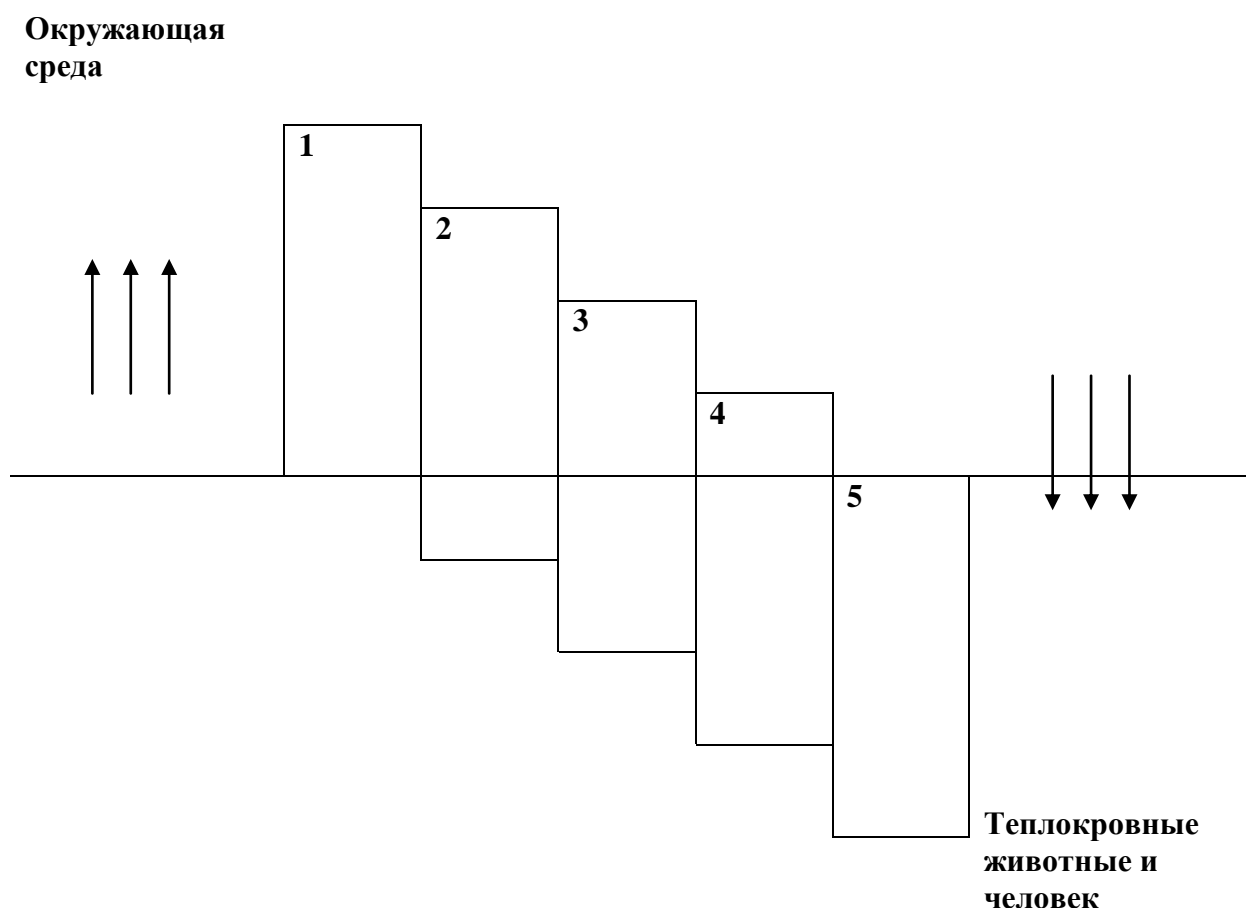 Окружающая
среда
1
2
3
4
5
Теплокровные
животные и
человек